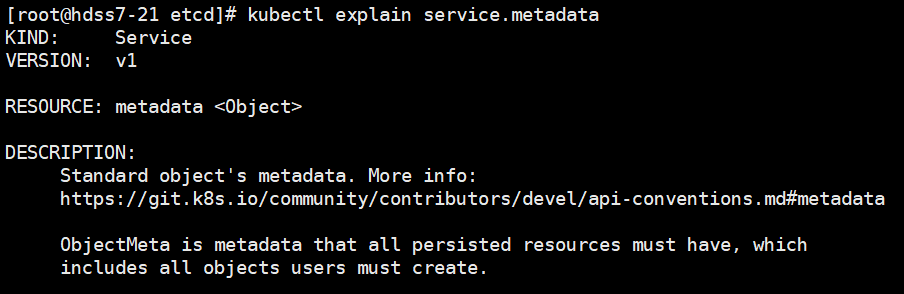 [root@hdss7-21 etcd]# kubectl explain service.metadata
KIND:     Service
VERSION:  v1
RESOURCE: metadata <Object>
DESCRIPTION:
     Standard object's metadata. More info:
     https://git.k8s.io/community/contributors/devel/api-conventions.md#metadata
     ObjectMeta is metadata that all persisted resources must have, which
     includes all objects users must create.